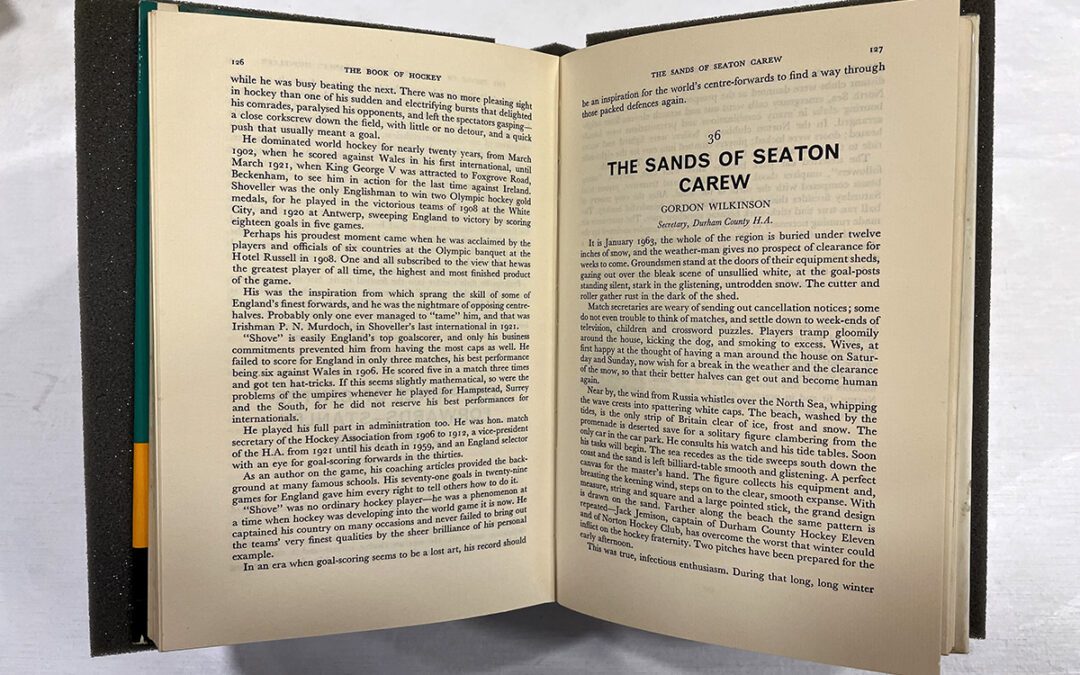 126
THE BOOK OF HOCKEY
while he was busy beating the next. There was no more pleasing sight
in hockey than one of his sudden and electrifying bursts that delighted
his comrades, paralysed his opponents, and left the spectators gasping—
a close corkscrew down the field, with little or no detour, and a quick
push that usually meant a goal.
He dominated world hockey for nearly twenty years, from March
1902, when he scored against Wales in his first international, until
March 1921, when King George V was attracted to Foxgrove Road,
Beckenham, to see him in action for the last time against Ireland.
Shoveller was the only Englishman to win two Olympic hockey gold
medals, for he played in the victorious teams of 1908 at the White
City, and 1920 at Antwerp, sweeping England to victory by scoring
eighteen goals in five games.
Perhaps his proudest moment came when he was acclaimed by the
players and officials of six countries at the Olympic banquet at the
Hotel Russell in 1908. One and all subscribed to the view that he was
the greatest player of all time, the highest and most finished product
of the game.
His was the inspiration from which sprang the skill of some of
England's finest forwards, and he was the nightmare of opposing centre-
halves. Probably only one ever managed to "tame" him, and that was
Irishman P. N. Murdoch, in Shoveller's last international in 1921.
"Shove" is easily England's top goalscorer, and only his business
commitments prevented him from having the most caps as well. He
failed to score for England in only three matches, his best performance
being six against Wales in 1906. He scored five in a match three times
and got ten hat-tricks. If this seems slightly mathematical, so were the
problems of the umpires whenever he played for Hampstead, Surrey
and the South, for he did not reserve his best performances for
internationals.
He played his full part in administration too. He was hon. match
secretary of the Hockey Association from 1906 to 1912, a vice-president
of the H.A. from 1921 until his death in 1959, and an England selector
with an eye for goal-scoring forwards in the thirties.
As an author on the game, his coaching articles provided the back-
ground at many famous schools. His seventy-one goals in twenty-nine
games for England gave him every right to tell others how to do it.
"Shove" was no ordinary hockey player—he was a phenomenon at
a time when hockey was developing into the world game it is now. He
captained his country on many occasions and never failed to bring out
the teams' very finest qualities by the sheer brilliance of his personal
example.
In an era when goal-scoring seems to be a lost art, his record should
THE SANDS OF SEATON CAREW
127
be an inspiration for the world's centre-forwards to find a way through
those packed defences again.
36
THE SANDS OF SEATON
CAREW
GORDON WILKINSON
Secretary, Durham County H.A.
It is January 1963, the whole of the region is buried under twelve
inches of snow, and the weather-man gives no prospect of clearance for
weeks to come. Groundsmen stand at the doors of their equipment sheds,
gazing out over the bleak scene of unsullied white, at the goal-posts
standing silent, stark in the glistening, untrodden snow. The cutter and
roller gather rust in the dark of the shed.
Match secretaries are weary of sending out cancellation notices; some
do not even trouble to think of matches, and settle down to week-ends of
television, children and crossword puzzles. Players tramp gloomily
around the house, kicking the dog, and smoking to excess. Wives, at
first happy at the thought of having a man around the house on Satur-
day and Sunday, now wish for a break in the weather and the clearance
of the snow, so that their better halves can get out and become human
again.
Near by, the wind from Russia whistles over the North Sea, whipping
the wave crests into spattering white caps. The beach, washed by the
tides, is the only strip of Britain clear of ice, frost and snow. The
promenade is deserted save for a solitary figure clambering from the
only car in the car park. He consults his watch and his tide tables. Soon
his tasks will begin. The sea recedes as the tide sweeps south down the
coast and the sand is left billiard-table smooth and glistening. A perfect
canvas for the master's hand. The figure collects his equipment and,
breasting the keening wind, steps on to the clear, smooth expanse. With
measure, string and square and a large pointed stick, the grand design
is drawn on the sand. Farther along the beach the same pattern is
repeated—Jack Jemison, captain of Durham County Hockey Eleven
and of Norton Hockey Club, has overcome the worst that winter could
inflict on the hockey fraternity. Two pitches have been prepared for the
early afternoon.
This was true, infectious enthusiasm. During that long, long winter